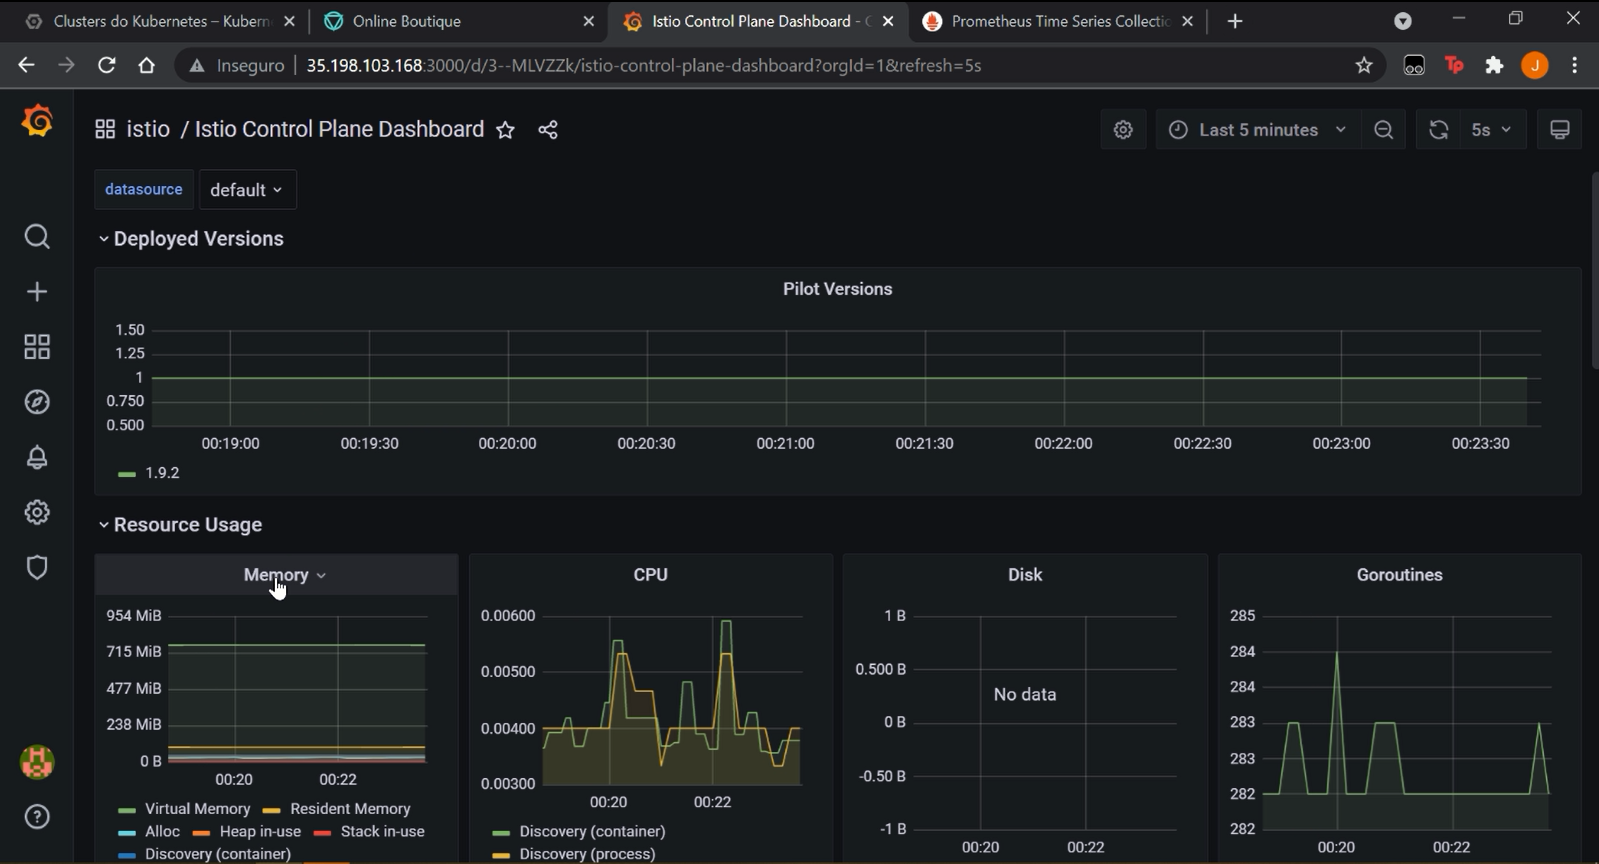 Clusters do Kubernetes – Kubern
Online Boutique
Istio Control Plane Dashboard -
Prometheus Time Series Collectic
Inseguro
35.198.103.168:3000/d/3--MLVZZk/istio-control-plane-dashboard?orgId=1&refresh=5s
Tp
J
istio / Istio Control Plane Dashboard
Last 5 minutes
5s
datasource
default
Deployed Versions
Pilot Versions
1.50
1.25
1
0.750
0.500
00:19:00 00:19:30 00:20:00 00:20:30 00:21:00 00:21:30 00:22:00 00:22:30 00:23:00 00:23:30
1.9.2
Resource Usage
Memory
954 MiB
715 MiB
477 MiB
238 MiB
0 B
00:20 00:22
Virtual Memory Resident Memory
Alloc Heap in-use Stack in-use
Discovery (container)
CPU
0.00600
0.00500
0.00400
0.00300
00:20 00:22
Discovery (container)
Discovery (process)
Disk
1 B
0.500 B
No data
0 B
-0.50 B
-1 B
00:20 00:22
Goroutines
285
284
284
283
283
282
282
00:20 00:22